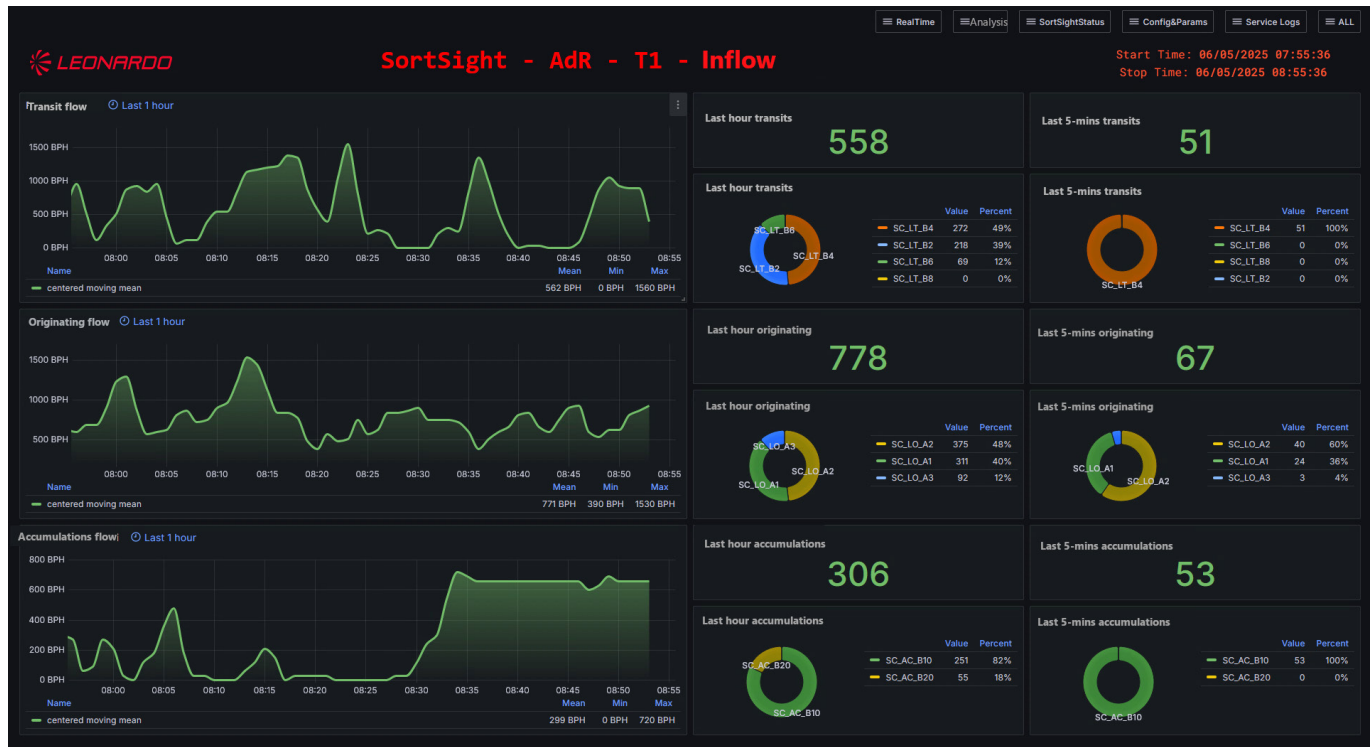 RealTime
Analysis
SortSightStatus
Config&Params
Service Logs
ALL
LEONARDO
SortSight - AdR - T1 - Inflow
Start Time: 06/05/2025 07:55:36
Stop Time: 06/05/2025 08:55:36
Transit flow Last 1 hour
1500 BPH
1000 BPH
500 BPH
0 BPH
08:00 08:05 08:10 08:15 08:20 08:25 08:30 08:35 08:40 08:45 08:50 08:55
Name Mean Min Max
centered moving mean 562 BPH 0 BPH 1560 BPH
Last hour transits
558
Last 5-mins transits
51
Last hour transits
SC_LT_B6
SC_LT_B4
SC_LT_B2
Value Percent
SC_LT_B4 272 49%
SC_LT_B2 218 39%
SC_LT_B6 69 12%
SC_LT_B8 0 0%
Last 5-mins transits
SC_LT_B4
Value Percent
SC_LT_B4 51 100%
SC_LT_B6 0 0%
SC_LT_B8 0 0%
SC_LT_B2 0 0%
Originating flow Last 1 hour
1500 BPH
1000 BPH
500 BPH
08:00 08:05 08:10 08:15 08:20 08:25 08:30 08:35 08:40 08:45 08:50 08:55
Name Mean Min Max
centered moving mean 771 BPH 390 BPH 1530 BPH
Last hour originating
778
Last 5-mins originating
67
Last hour originating
SC_LO_A3
SC_LO_A2
SC_LO_A1
Value Percent
SC_LO_A2 375 48%
SC_LO_A1 311 40%
SC_LO_A3 92 12%
Last 5-mins originating
SC_LO_A1
SC_LO_A2
Value Percent
SC_LO_A2 40 60%
SC_LO_A1 24 36%
SC_LO_A3 3 4%
Accumulations flow Last 1 hour
800 BPH
600 BPH
400 BPH
200 BPH
0 BPH
08:00 08:05 08:10 08:15 08:20 08:25 08:30 08:35 08:40 08:45 08:50 08:55
Name Mean Min Max
centered moving mean 299 BPH 0 BPH 720 BPH
Last hour accumulations
306
Last 5-mins accumulations
53
Last hour accumulations
SC_AC_B20
SC_AC_B10
Value Percent
SC_AC_B10 251 82%
SC_AC_B20 55 18%
Last 5-mins accumulations
SC_AC_B10
Value Percent
SC_AC_B10 53 100%
SC_AC_B20 0 0%